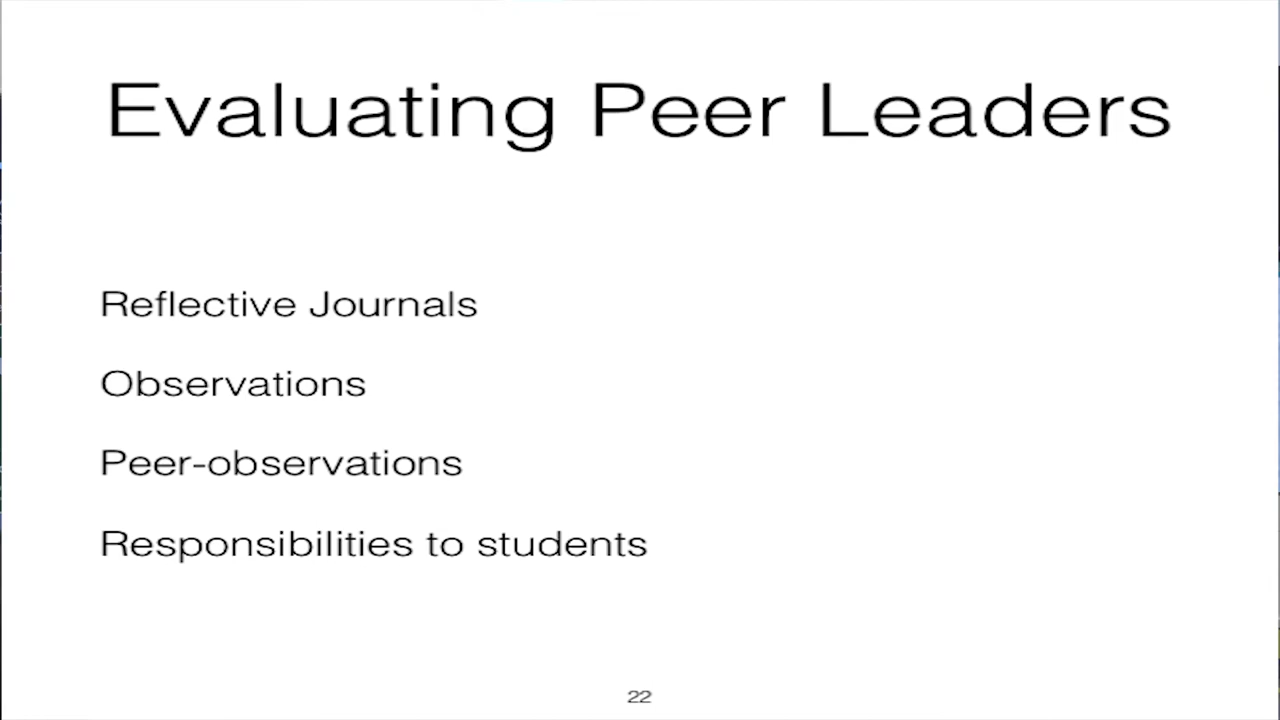 Evaluating Peer Leaders
Reflective Journals
Observations
Peer-observations
Responsibilities to students
22